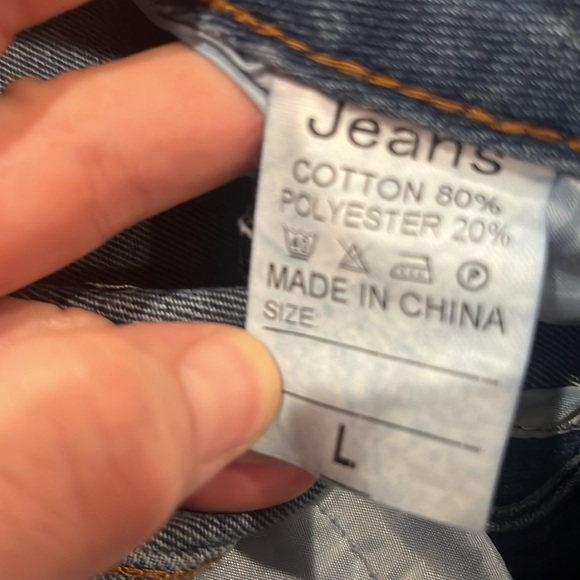 Jeans
COTTON 80%
POLYESTER 20%
P
MADE IN CHINA
SIZE
L